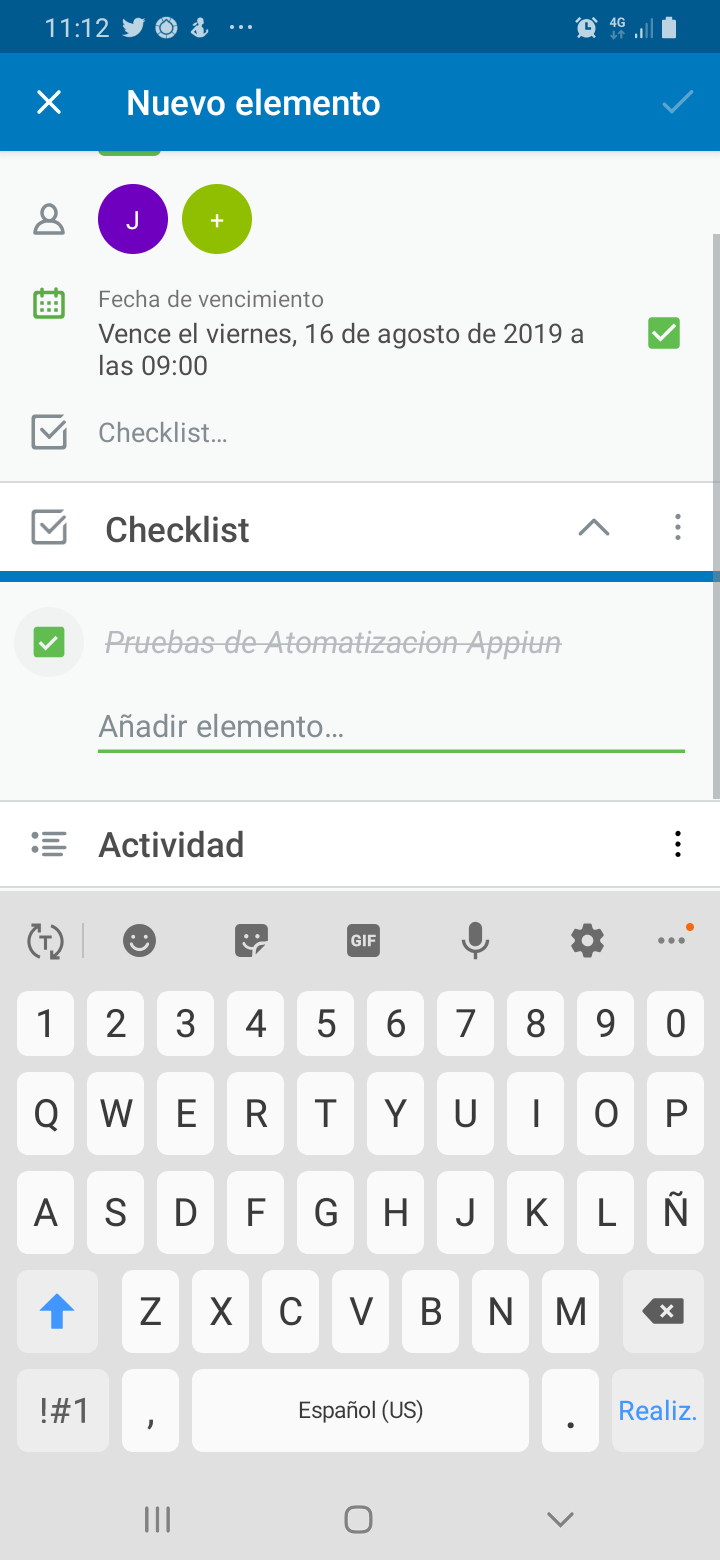 11:12
4G
Nuevo elemento
J
+
Fecha de vencimiento
Vence el viernes, 16 de agosto de 2019 a
las 09:00
Checklist…
Checklist
Pruebas de Atomatizacion Appiun
Añadir elemento…
Actividad
T
GIF
1 2 3 4 5 6 7 8 9 0
Q W E R T Y U I O P
A S D F G H J K L Ñ
Z X C V B N M
!#1 , Español (US) . Realiz.